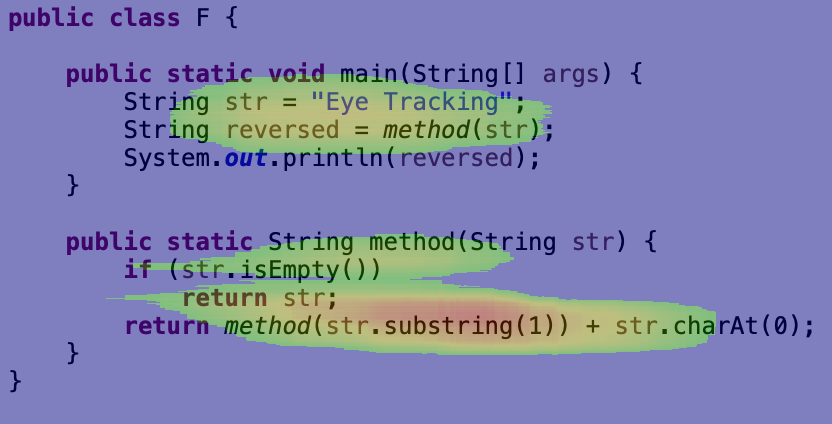 public class F {
public static void main(String[] args) {
String str = "Eye Tracking";
String reversed = method(str);
System.out.println(reversed);
}
public static String method(String str) {
if (str.isEmpty())
return str;
return method(str.substring(1)) + str.charAt(0);
}
}